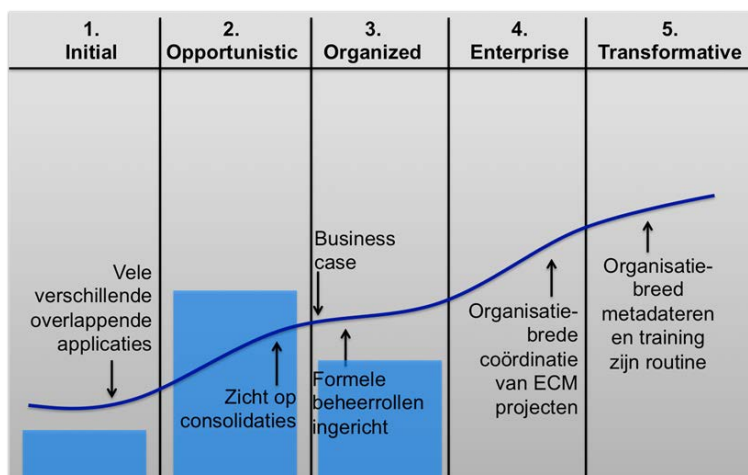 1.
Initial
2.
Opportunistic
3.
Organized
4.
Enterprise
5.
Transformative
Vele
verschillende
overlappende
applicaties
Zicht op
consolidaties
Business
case
Formele
beheerrollen
ingericht
Organisatie-
brede
coördinatie
van ECM
projecten
Organisatie-
breed
metadateren
en training
zijn routine